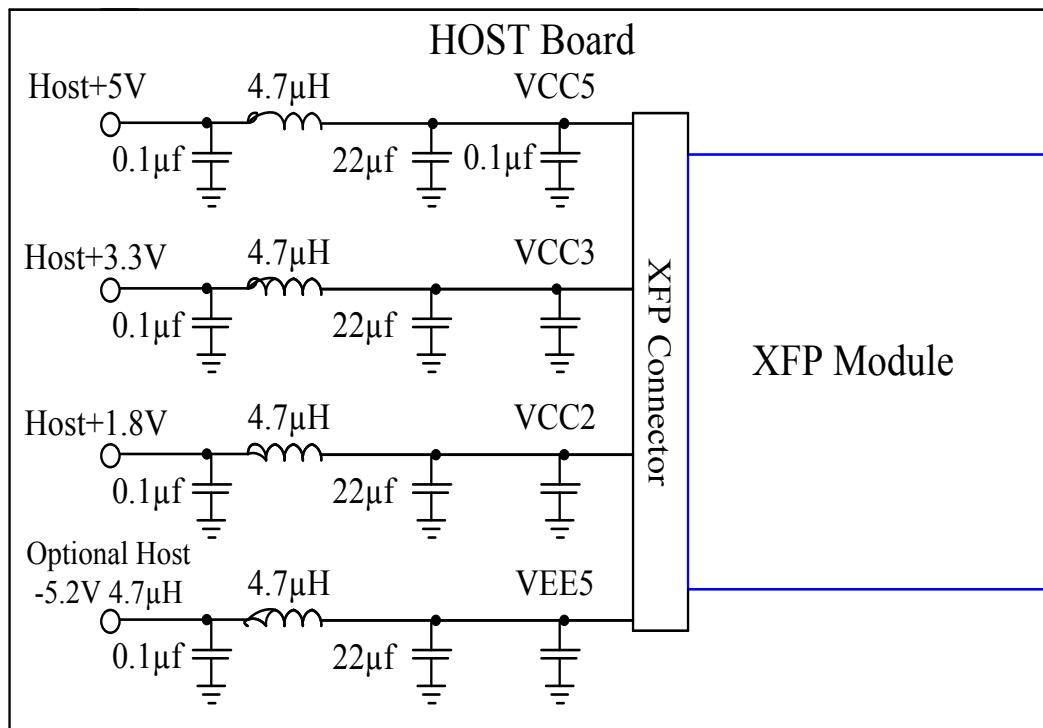 HOST Board
Host+5V
4.7µH
VCC5
0.1µf
22µf
0.1µf
Host+3.3V
4.7µH
VCC3
0.1µf
22µf
Host+1.8V
4.7µH
VCC2
0.1µf
22µf
Optional Host
-5.2V 4.7µH
4.7µH
VEE5
0.1µf
22µf
XFP Connector
XFP Module